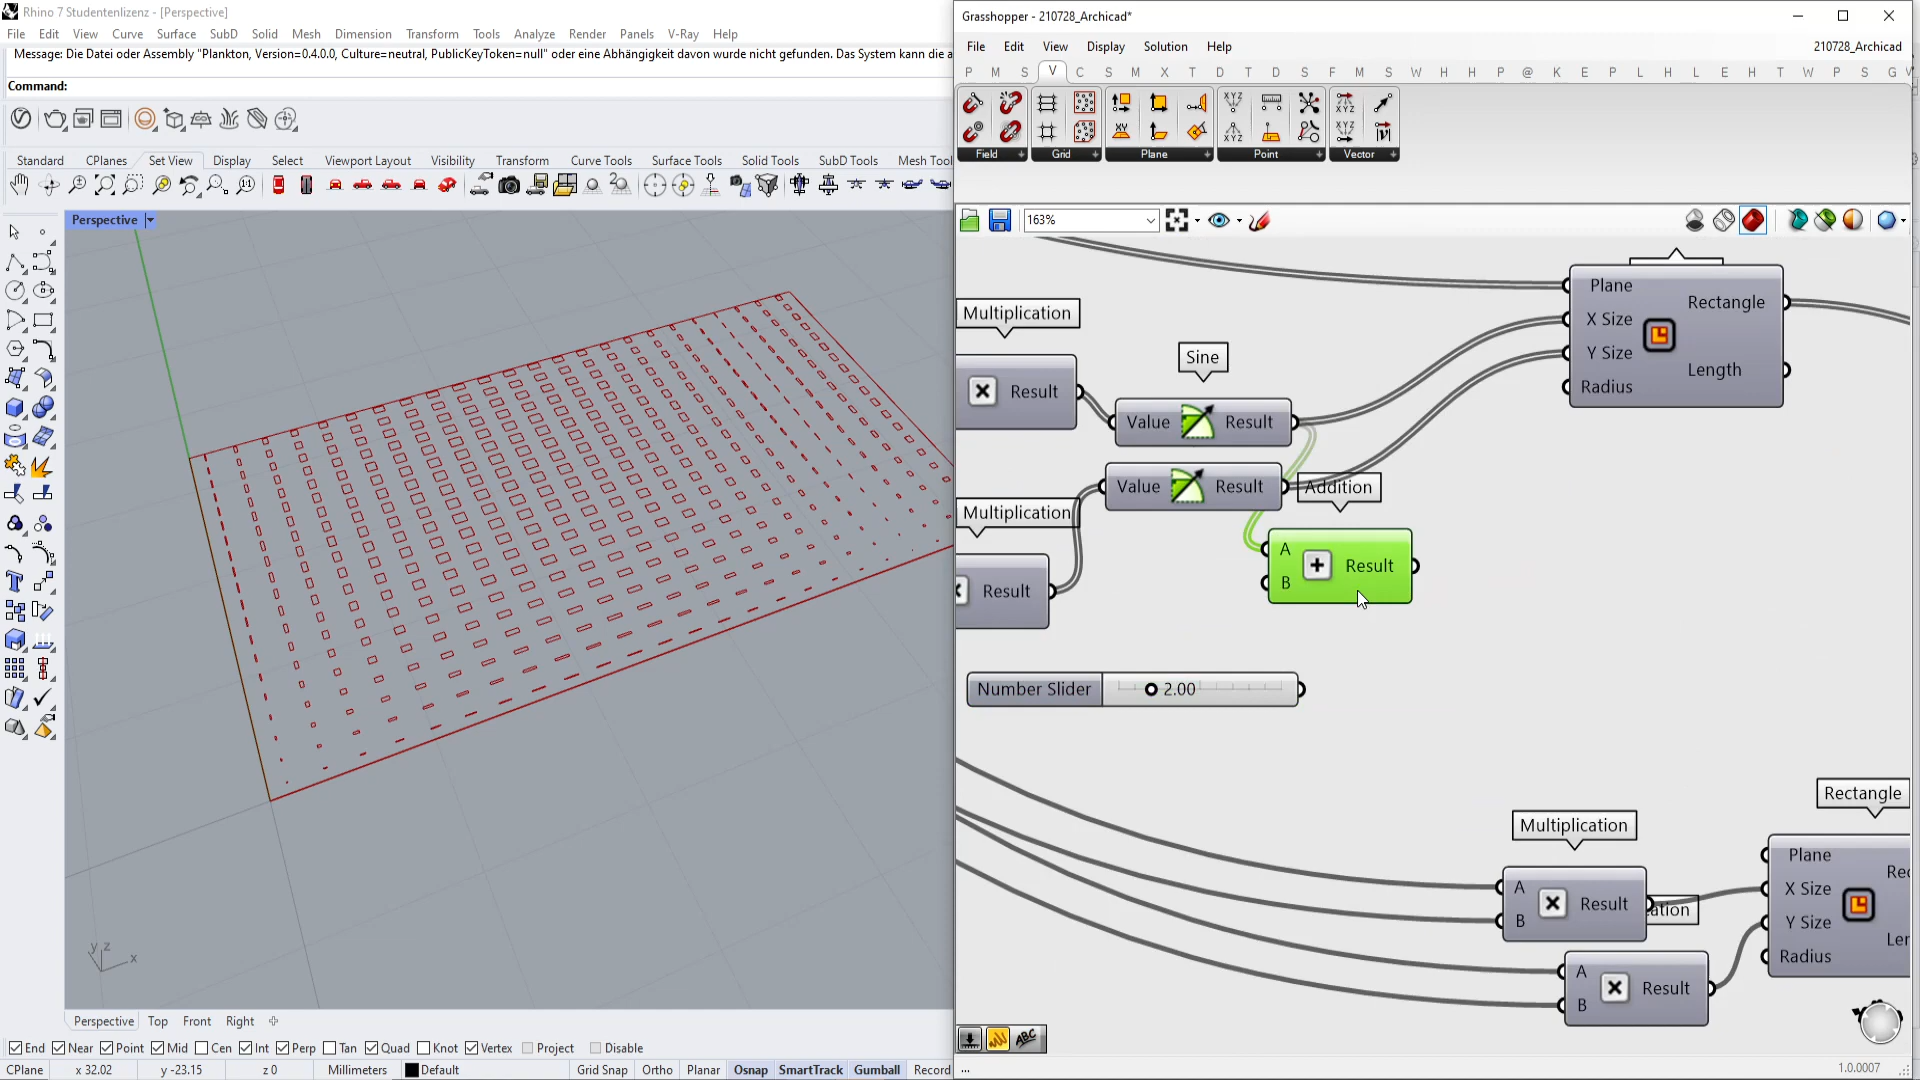 Rhino 7 Studentenlizenz - [Perspective]
File Edit View Curve Surface SubD Solid Mesh Dimension Transform Tools Analyze Render Panels V-Ray Help
Message: Die Datei oder Assembly "Plankton, Version=0.4.0.0, Culture=neutral, PublicKeyToken=null" oder eine Abhängigkeit davon wurde nicht gefunden. Das System kann die a
Command:
Standard CPlanes Set View Display Select Viewport Layout Visibility Transform Curve Tools Surface Tools Solid Tools SubD Tools Mesh Tool
Perspective
y z x
Perspective Top Front Right
End Near Point Mid Cen Int Perp Tan Quad Knot Vertex Project Disable
CPlane x 32.02 y -23.15 z 0 Millimeters Default Grid Snap Ortho Planar Osnap SmartTrack Gumball Record
Grasshopper - 210728_Archicad*
File Edit View Display Solution Help 210728_Archicad
P M S V C S M X T D T D S F M S W H H P @ K E P L H L E H T W P S G V
Field Grid Plane Point Vector
163%
Plane
Rectangle
X Size
Y Size
Length
Radius
Multiplication
Result
Sine
Value Result
Value Result
Addition
Multiplication
A
Result
B
Result
Number Slider 2.00
Rectangle
Multiplication
Plane
Rec
A
Result
X Size
B
ation
Y Size
Ler
Radius
A
Result
B
...
1.0.0007